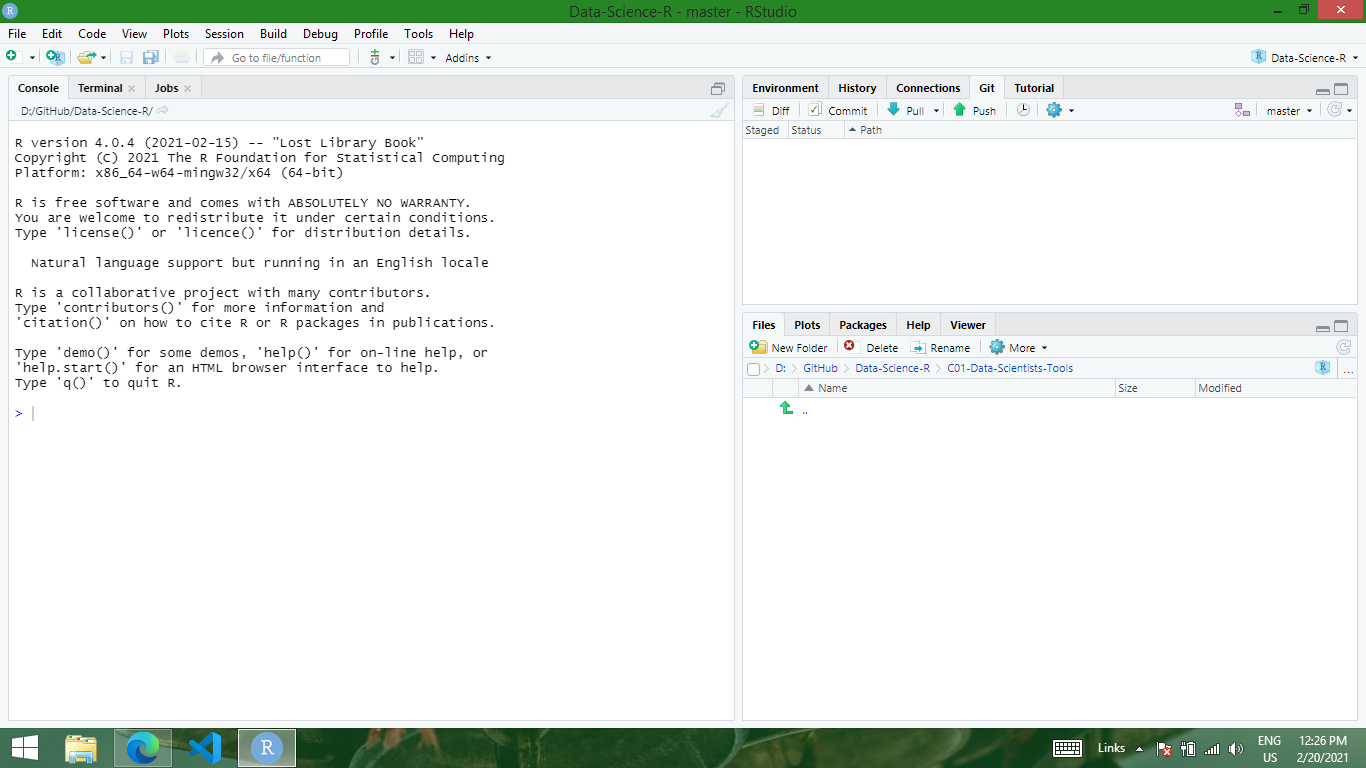 Data-Science-R - master - RStudio
File Edit Code View Plots Session Build Debug Profile Tools Help
Go to file/function Addins Data-Science-R
Console Terminal Jobs
D:/GitHub/Data-Science-R/
R version 4.0.4 (2021-02-15) -- "Lost Library Book"
Copyright (C) 2021 The R Foundation for Statistical Computing
Platform: x86_64-w64-mingw32/x64 (64-bit)
R is free software and comes with ABSOLUTELY NO WARRANTY.
You are welcome to redistribute it under certain conditions.
Type 'license()' or 'licence()' for distribution details.
Natural language support but running in an English locale
R is a collaborative project with many contributors.
Type 'contributors()' for more information and
'citation()' on how to cite R or R packages in publications.
Type 'demo()' for some demos, 'help()' for on-line help, or
'help.start()' for an HTML browser interface to help.
Type 'q()' to quit R.
>
Environment History Connections Git Tutorial
Diff Commit Pull Push master
Staged Status Path
Files Plots Packages Help Viewer
New Folder Delete Rename More
D: GitHub Data-Science-R C01-Data-Scientists-Tools ...
Name Size Modified
..
Links ENG 12:26 PM
US 2/20/2021